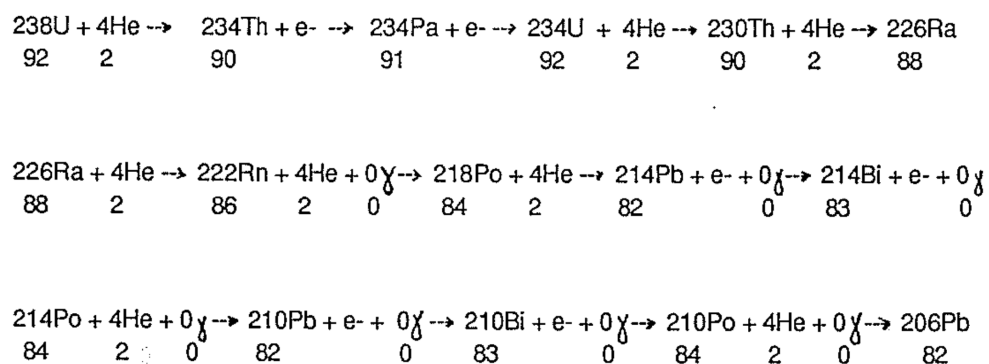 238U + 4He --> 234Th + e- --> 234Pa + e- --> 234U + 4He --> 230Th + 4He --> 226Ra
92 2 90 91 92 2 90 2 88
226Ra + 4He --> 222Rn + 4He + 0γ --> 218Po + 4He --> 214Pb + e- + 0γ --> 214Bi + e- + 0γ
88 2 86 2 0 84 2 82 0 83 0
214Po + 4He + 0γ --> 210Pb + e- + 0γ --> 210Bi + e- + 0γ --> 210Po + 4He + 0γ --> 206Pb
84 2 0 82 0 83 0 84 2 0 82